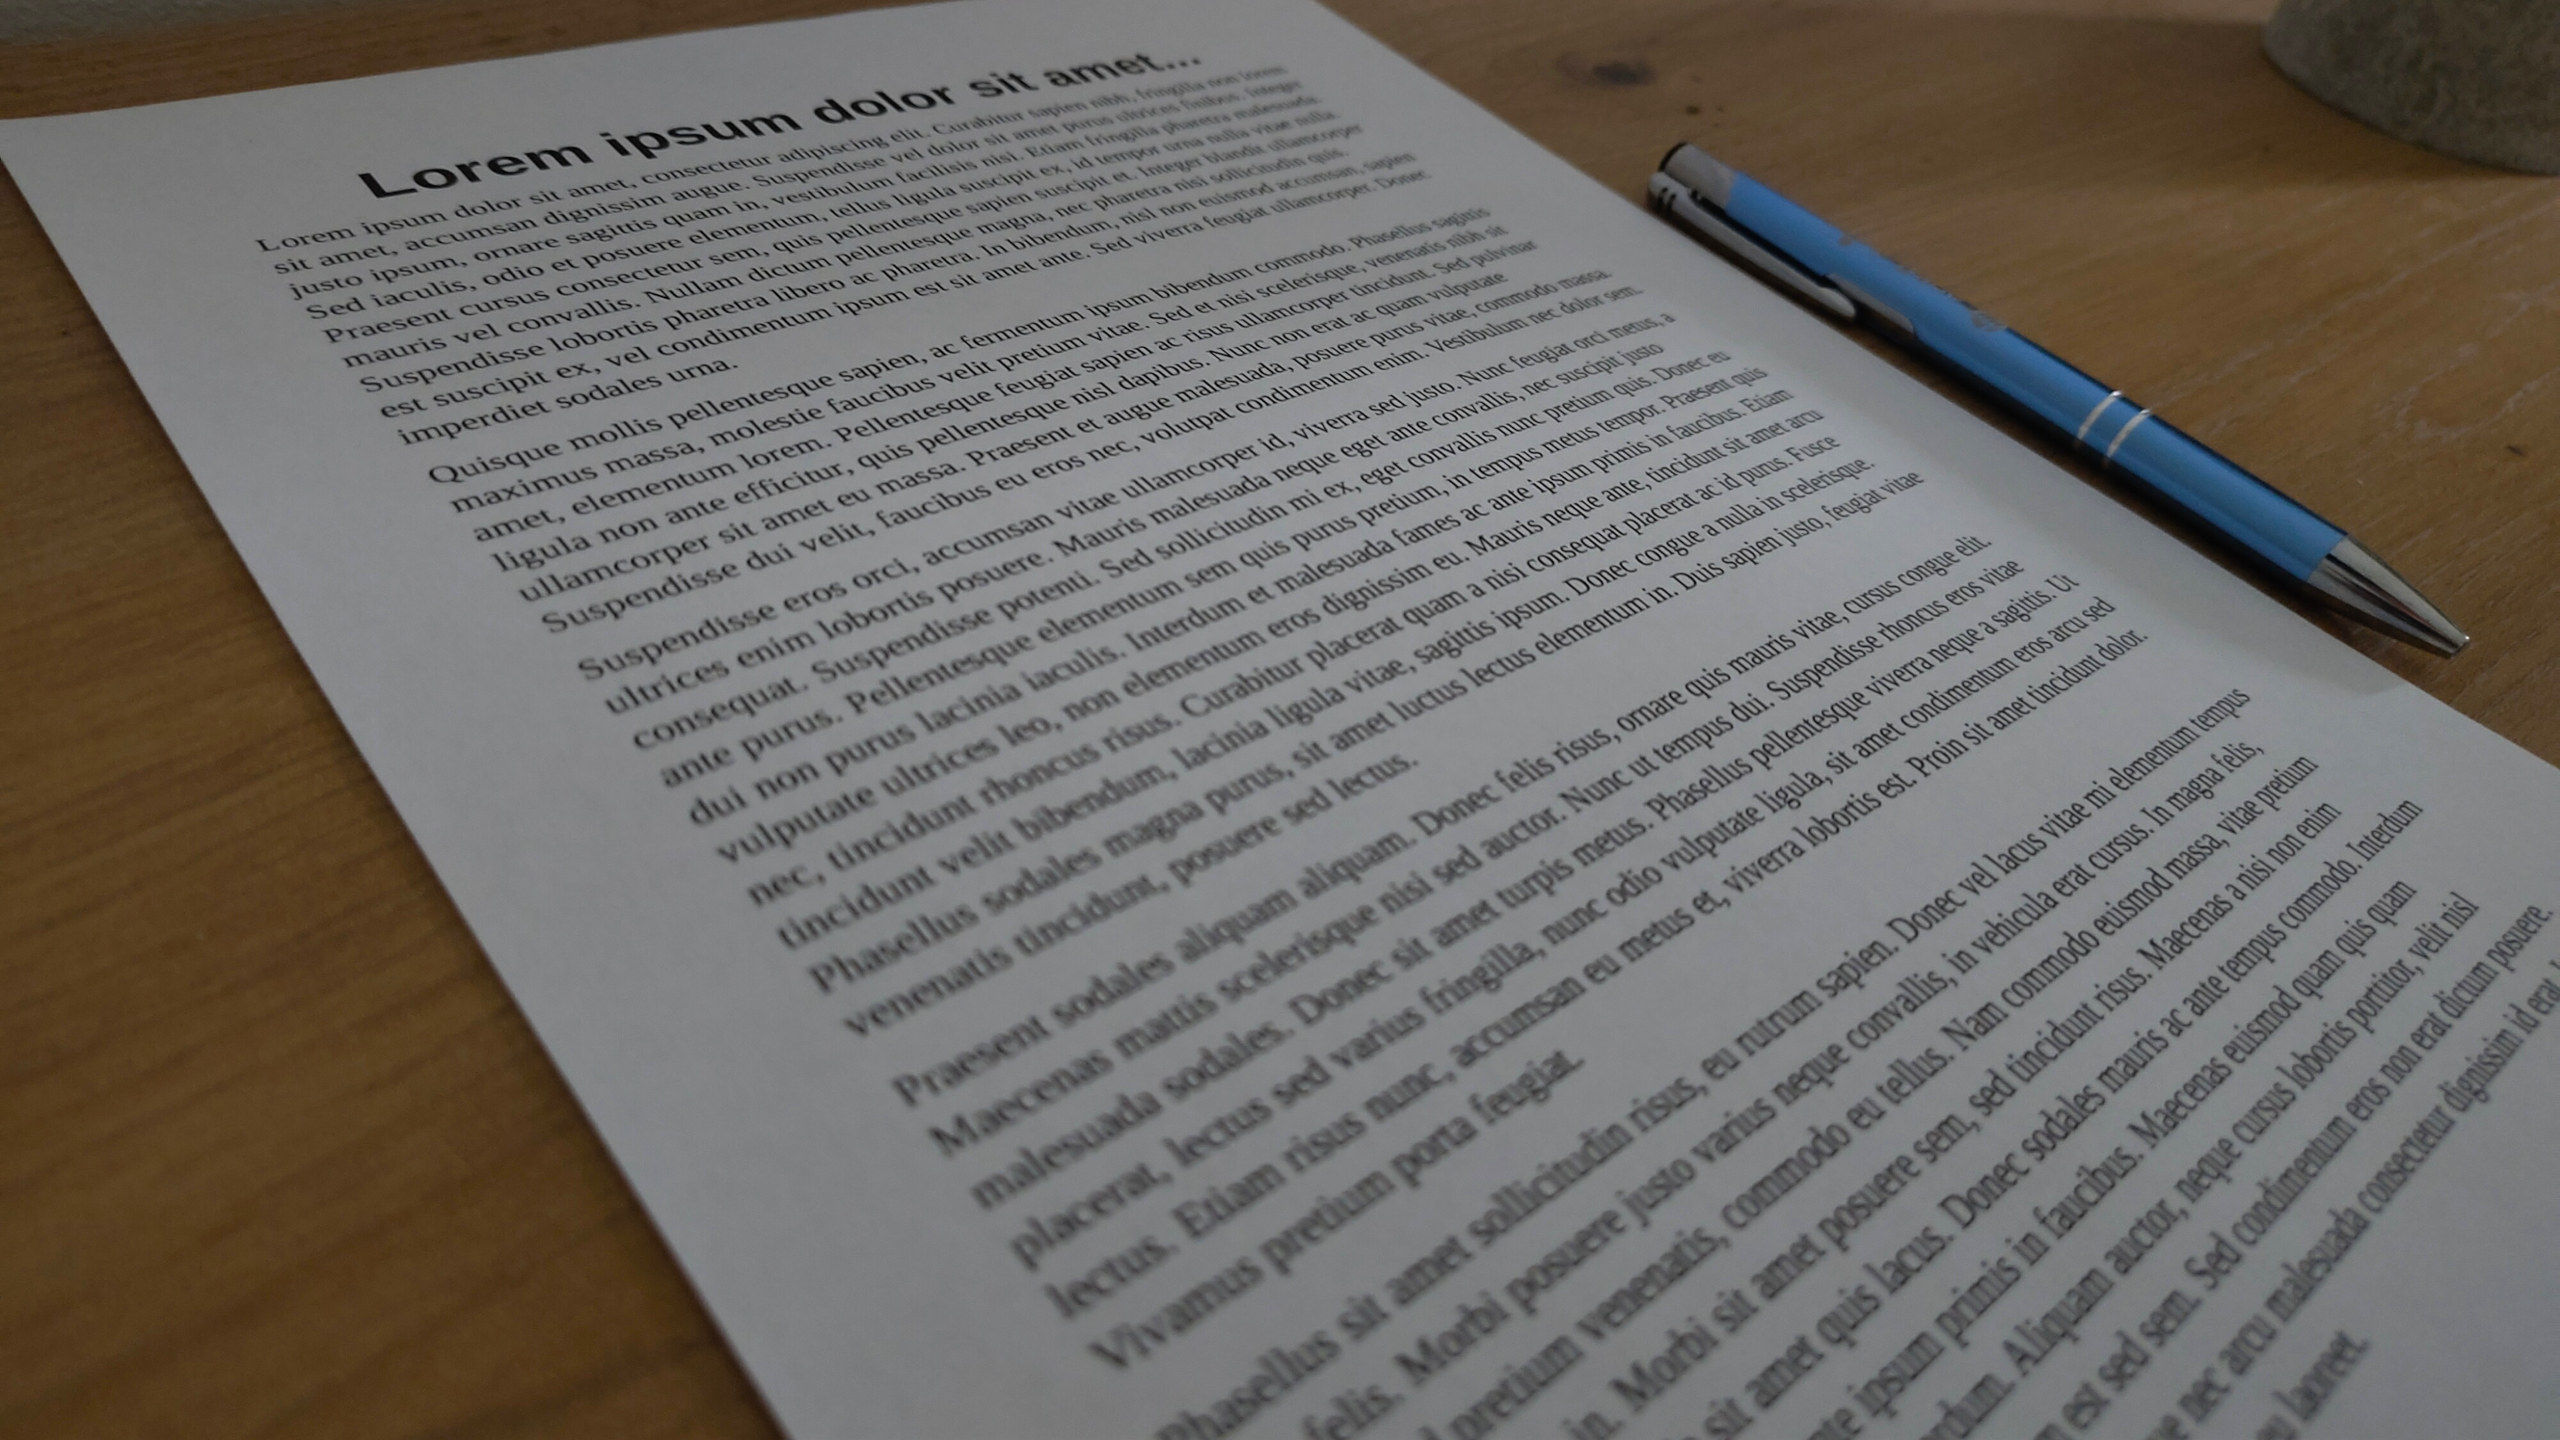 Lorem ipsum dolor sit amet...
Lorem ipsum dolor sit amet, consectetur adipiscing elit. Curabitur sapien nibh, fringilla non lorem
sit amet, accumsan dignissim augue. Suspendisse vel dolor sit amet purus ultrices finibus. Integer
justo ipsum, ornare sagittis quam in, vestibulum facilisis nisi. Etiam fringilla pharetra malesuada.
Sed iaculis, odio et posuere elementum, tellus ligula suscipit ex, id tempor urna nulla vitae nulla.
Praesent cursus consectetur sem, quis pellentesque sapien suscipit et. Integer blandit ullamcorper
mauris vel convallis. Nullam dictum pellentesque magna, nec pharetra nisi sollicitudin quis.
Suspendisse lobortis pharetra libero ac pharetra. In bibendum, nisl non euismod accumsan, sapien
est suscipit ex, vel condimentum ipsum est sit amet ante. Sed viverra feugiat ullamcorper. Donec
imperdiet sodales urna.
Quisque mollis pellentesque sapien, ac fermentum ipsum bibendum commodo. Phasellus sagittis
maximus massa, molestie faucibus velit pretium vitae. Sed et nisi scelerisque, venenatis nibh sit
amet, elementum lorem. Pellentesque feugiat sapien ac risus ullamcorper tincidunt. Sed pulvinar
ligula non ante efficitur, quis pellentesque nisl dapibus. Nunc non erat ac quam vulputate
ullamcorper sit amet eu massa. Praesent et augue malesuada, posuere purus vitae, commodo massa.
Suspendisse dui velit, faucibus eu eros nec, volutpat condimentum enim. Vestibulum nec dolor sem.
Suspendisse eros orci, accumsan vitae ullamcorper id, viverra sed justo. Nunc feugiat orci metus, a
ultrices enim lobortis posuere. Mauris malesuada neque eget ante convallis, nec suscipit justo
consequat. Suspendisse potenti. Sed sollicitudin mi ex, eget convallis nunc pretium quis. Donec eu
ante purus. Pellentesque elementum sem quis purus pretium, in tempus metus tempor. Praesent quis
dui non purus lacinia iaculis. Interdum et malesuada fames ac ante ipsum primis in faucibus. Etiam
vulputate ultrices leo, non elementum eros dignissim eu. Mauris neque ante, tincidunt sit amet arcu
nec, tincidunt rhoncus risus. Curabitur placerat quam a nisi consequat placerat ac id purus. Fusce
tincidunt velit bibendum, lacinia ligula vitae, sagittis ipsum. Donec congue a nulla in scelerisque.
Phasellus sodales magna purus, sit amet luctus lectus elementum in. Duis sapien justo, feugiat vitae
venenatis tincidunt, posuere sed lectus.
Praesent sodales aliquam aliquam. Donec felis risus, ornare quis mauris vitae, cursus congue elit.
Maecenas mattis scelerisque nisi sed auctor. Nunc ut tempus dui. Suspendisse rhoncus eros vitae
malesuada sodales. Donec sit amet turpis metus. Phasellus pellentesque viverra neque a sagittis. Ut
placerat, lectus sed varius fringilla, nunc odio vulputate ligula, sit amet condimentum eros arcu sed
lectus. Etiam risus nunc, accumsan eu metus et, viverra lobortis est. Proin sit amet tincidunt dolor.
Vivamus pretium porta feugiat.
Phasellus sit amet sollicitudin risus, eu rutrum sapien. Donec vel lacus vitae mi elementum tempus
felis. Morbi posuere justo varius neque convallis, in vehicula erat cursus. In magna felis,
pretium venenatis, commodo eu tellus. Nam commodo euismod massa, vitae pretium
in. Morbi sit amet posuere sem, sed tincidunt risus. Maecenas a nisi non enim
sit amet quis lacus. Donec sodales mauris ac ante tempus commodo. Interdum
ipsum primis in faucibus. Maecenas euismod quam quis quam
Aliquam auctor, neque cursus lobortis porttitor, velit nisl
est sed sem. Sed condimentum eros non erat dictum posuere.
nec arcu malesuada consectetur dignissim id erat.
laoreet.